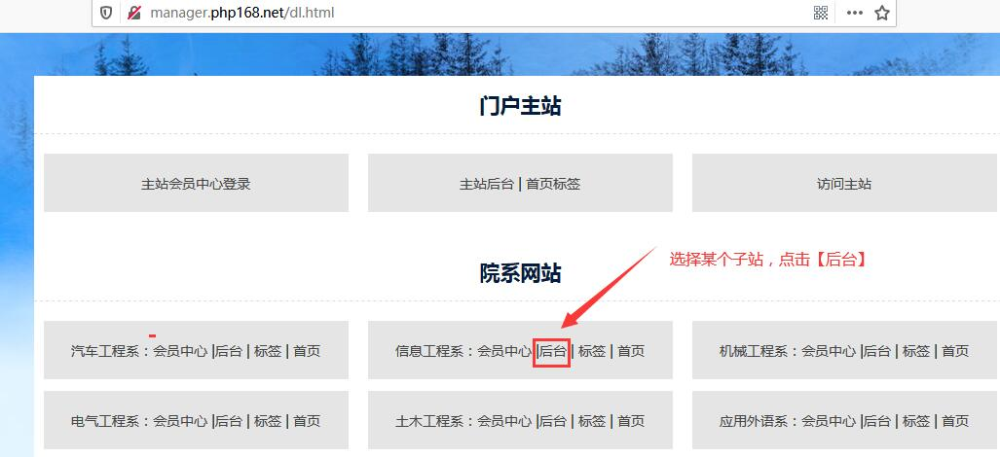 manager.php168.net/dl.html
门户主站
主站会员中心登录
主站后台 | 首页标签
访问主站
选择某个子站，点击【后台】
院系网站
汽车工程系：会员中心 |后台 | 标签 | 首页
信息工程系：会员中心 |后台 | 标签 | 首页
机械工程系：会员中心 |后台 | 标签 | 首页
电气工程系：会员中心 |后台 | 标签 | 首页
土木工程系：会员中心 |后台 | 标签 | 首页
应用外语系：会员中心 |后台 | 标签 | 首页